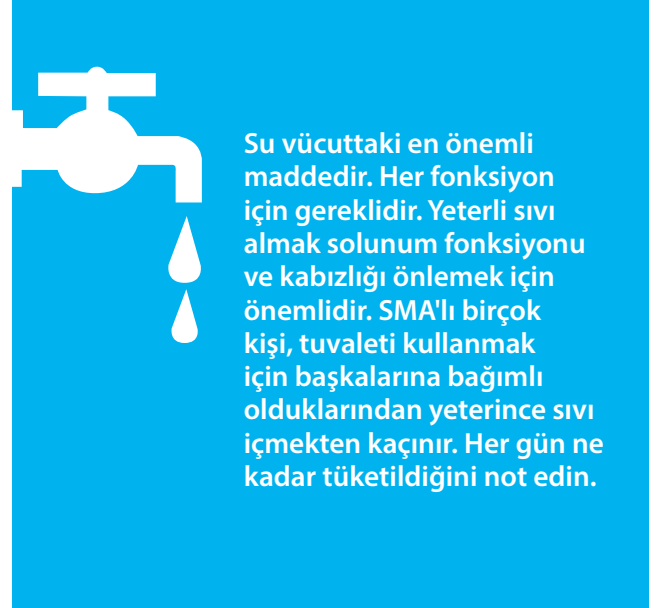 Su vücuttaki en önemli
maddedir. Her fonksiyon
için gereklidir. Yeterli sıvı
almak solunum fonksiyonu
ve kabızlığı önlemek için
önemlidir. SMA'lı birçok
kişi, tuvaleti kullanmak
için başkalarına bağımlı
olduklarından yeterince sıvı
içmekten kaçınır. Her gün ne
kadar tüketildiğini not edin.